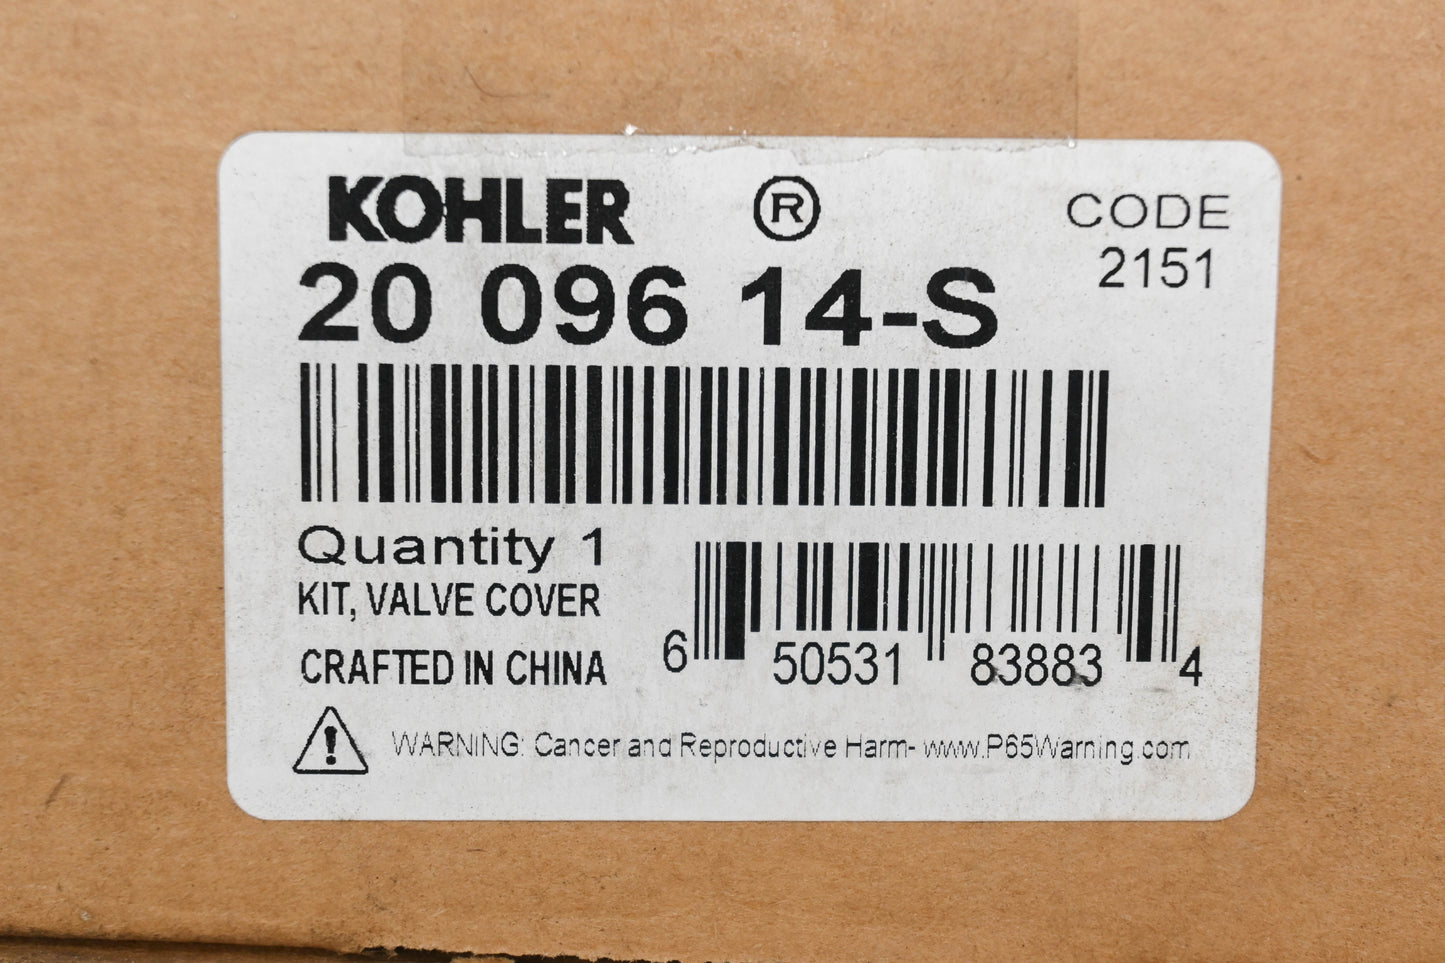 KOHLER ®
CODE
2151
20 096 14-S
Quantity 1
KIT, VALVE COVER
CRAFTED IN CHINA
6 50531 83883 4
WARNING: Cancer and Reproductive Harm- www.P65Warning.com